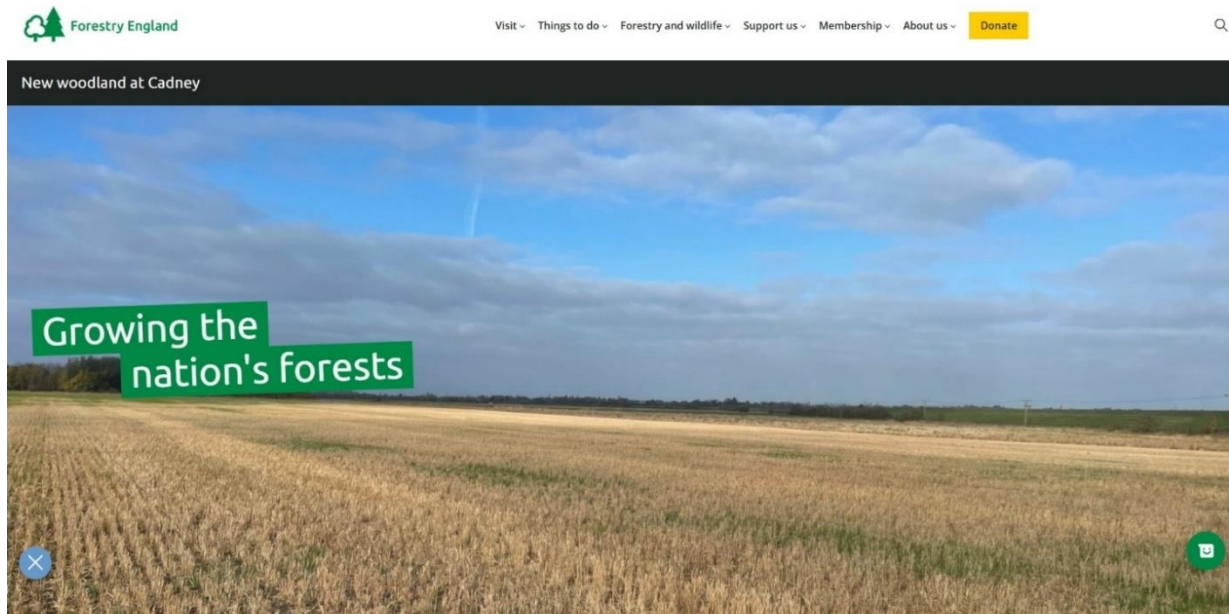 Forestry England
Visit Things to do Forestry and wildlife Support us Membership About us Donate
New woodland at Cadney
Growing the
nation's forests